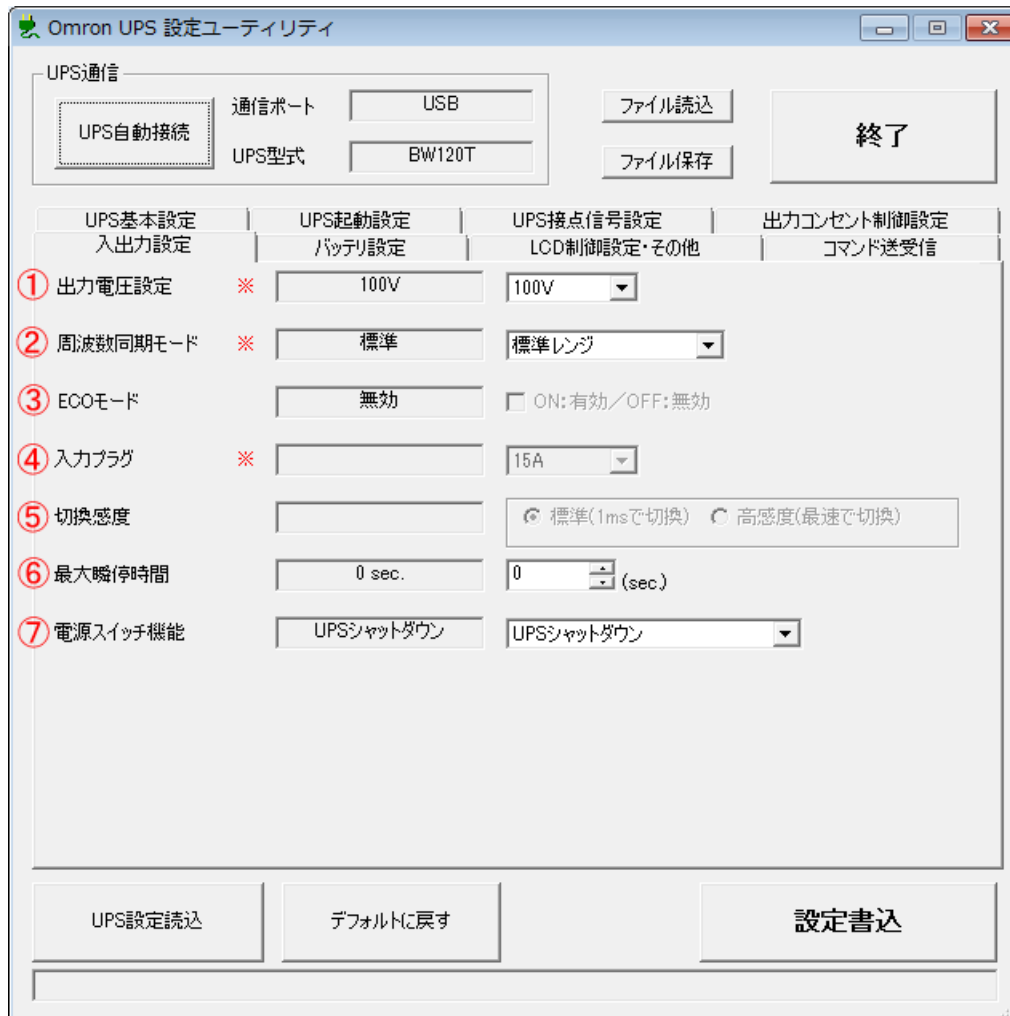 Omron UPS 設定ユーティリティ
UPS通信
UPS自動接続
通信ポート
USB
UPS型式
BW120T
ファイル読込
ファイル保存
終了
UPS基本設定
UPS起動設定
UPS接点信号設定
出力コンセント制御設定
入出力設定
バッテリ設定
LCD制御設定・その他
コマンド送受信
① 出力電圧設定 ※ 100V 100V
② 周波数同期モード ※ 標準 標準レンジ
③ ECOモード 無効 ON:有効/OFF:無効
④ 入力プラグ ※ 15A
⑤ 切換感度 標準(1msで切換) 高感度(最速で切換)
⑥ 最大瞬停時間 0 sec. 0 (sec.)
⑦ 電源スイッチ機能 UPSシャットダウン UPSシャットダウン
UPS設定読込
デフォルトに戻す
設定書込